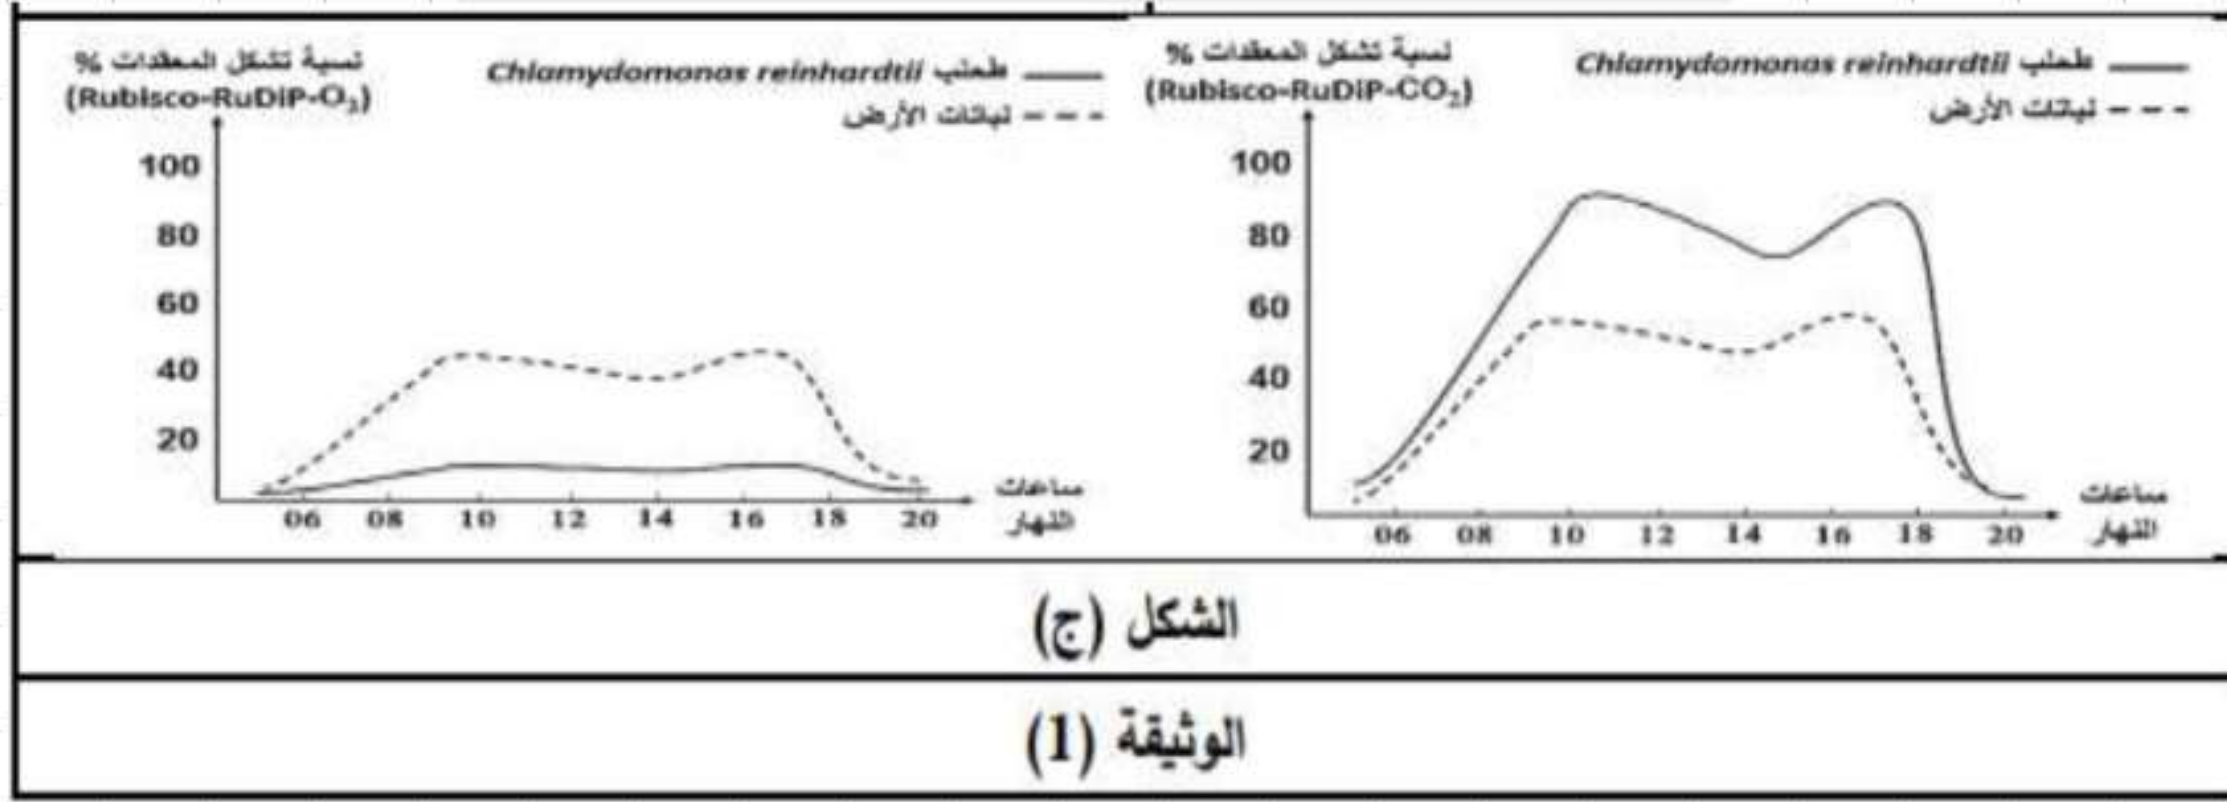 نسبة تشكل المعقدات %
(Rubisco-RuDiP-O₂)
طحلب Chlamydomonas reinhardtii
نباتات الأرض
100
80
60
40
20
06 08 10 12 14 16 18 20
ساعات
النهار
نسبة تشكل المعقدات %
(Rubisco-RuDiP-CO₂)
طحلب Chlamydomonas reinhardtii
نباتات الأرض
100
80
60
40
20
06 08 10 12 14 16 18 20
ساعات
النهار
الشكل (ج)
الوثيقة (1)